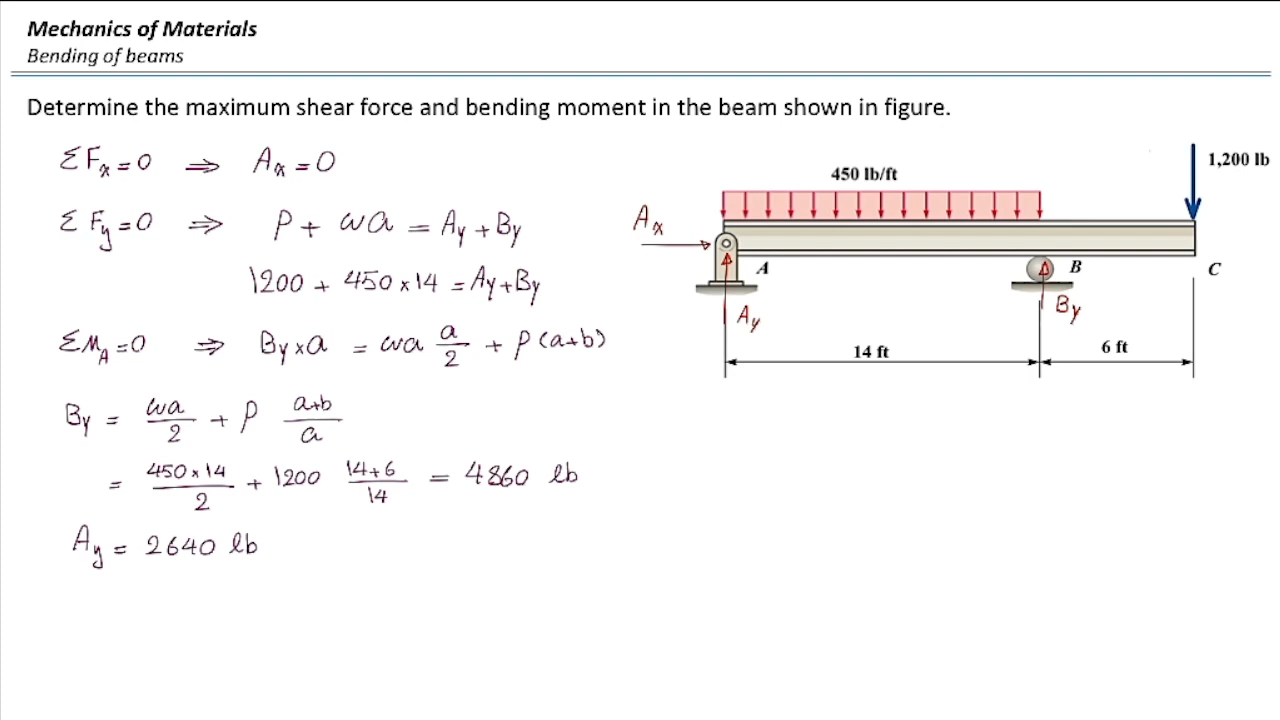 Mechanics of Materials
Bending of beams
Determine the maximum shear force and bending moment in the beam shown in figure.
ΣFx = 0 ⇒ Ax = 0
ΣFy = 0 ⇒ P + wa = Ay + By
1200 + 450 × 14 = Ay + By
ΣMA = 0 ⇒ By × a = wa a/2 + P (a+b)
By = wa/2 + P a+b/a
= 450 × 14/2 + 1200 14+6/14 = 4860 lb
Ay = 2640 lb
1,200 lb
450 lb/ft
Ax
A
B
C
Ay
By
14 ft
6 ft